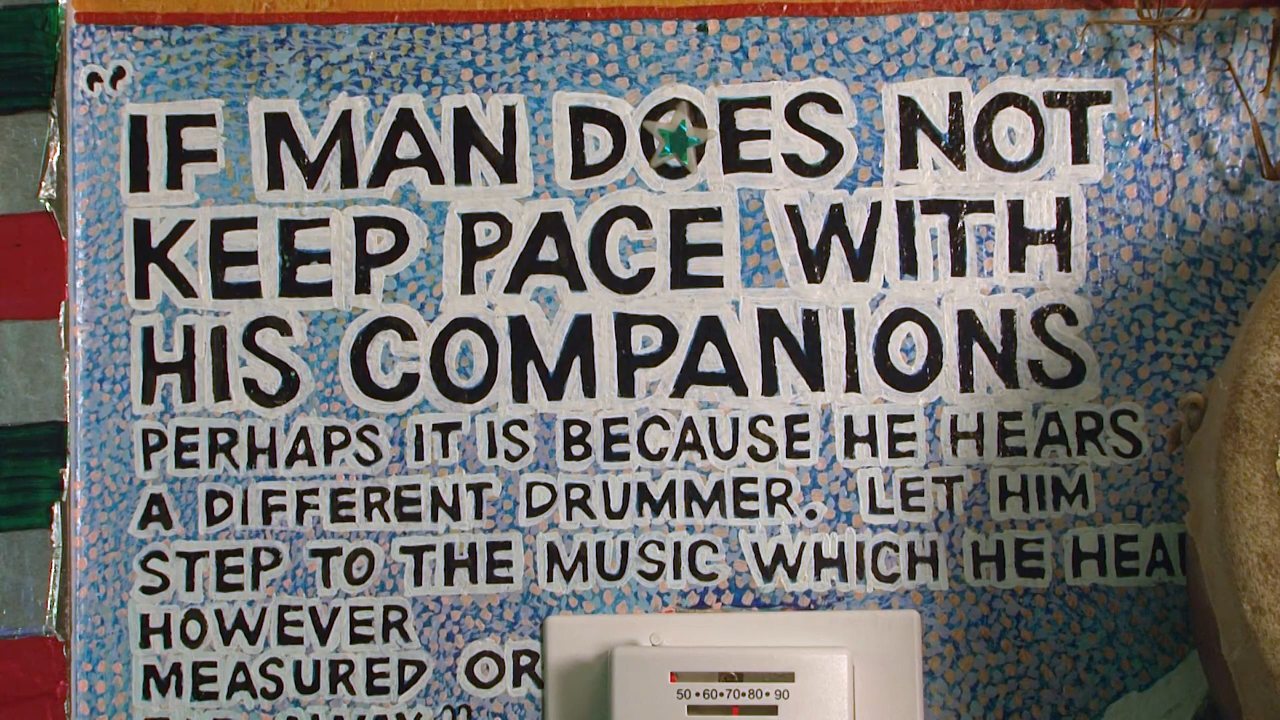 "IF MAN DOES NOT
KEEP PACE WITH
HIS COMPANIONS
PERHAPS IT IS BECAUSE HE HEARS
A DIFFERENT DRUMMER. LET HIM
STEP TO THE MUSIC WHICH HE
HOWEVER
MEASURED OR
AWAY"
50•60•70•80•90